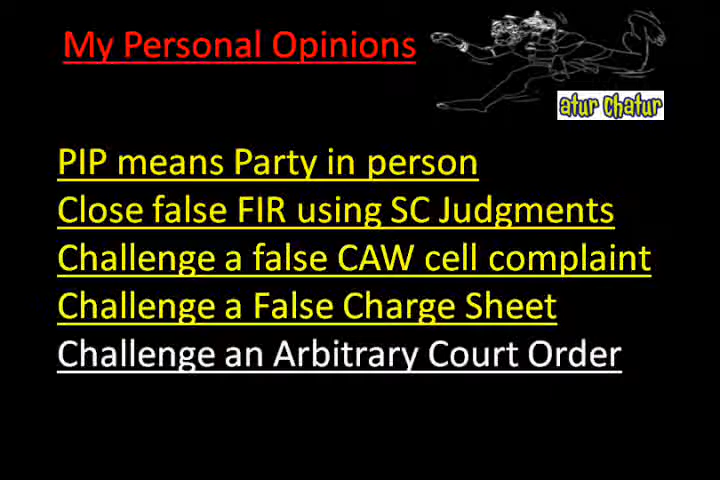 My Personal Opinions
atur chatur
PIP means Party in person
Close false FIR using SC Judgments
Challenge a false CAW cell complaint
Challenge a False Charge Sheet
Challenge an Arbitrary Court Order